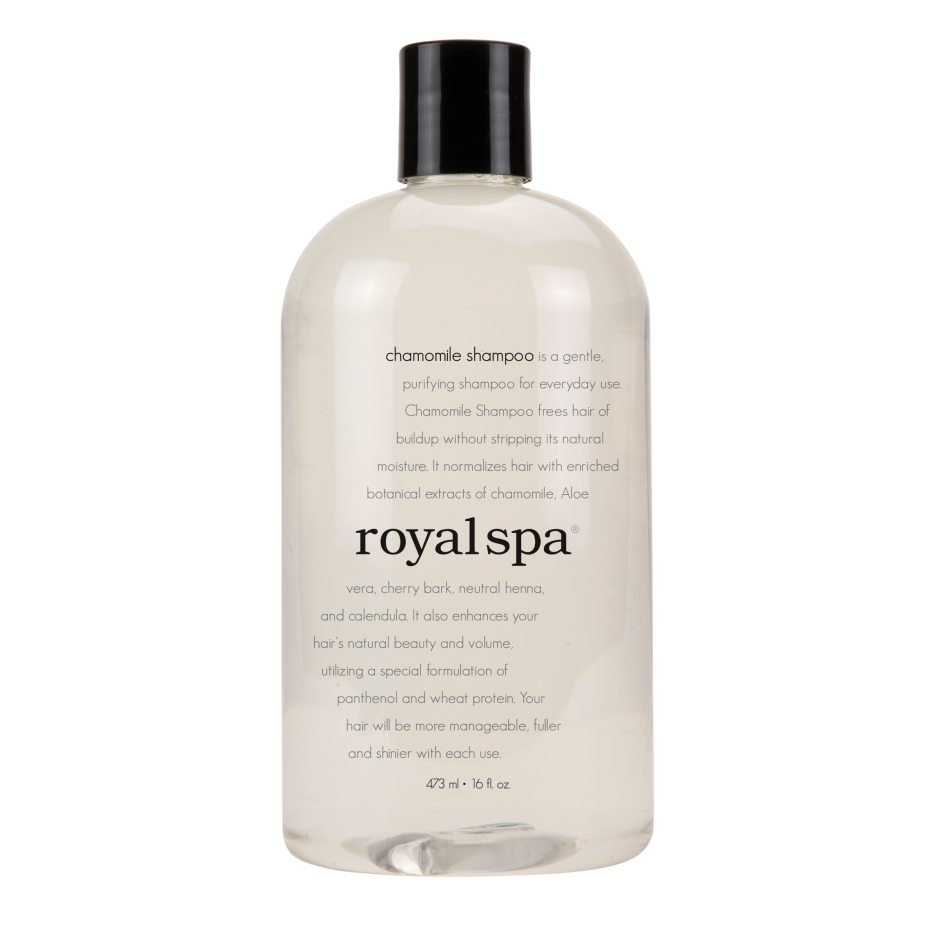 chamomile shampoo is a gentle,
purifying shampoo for everyday use.
Chamomile Shampoo frees hair of
buildup without stripping its natural
moisture. It normalizes hair with enriched
botanical extracts of chamomile, Aloe
royal spa®
vera, cherry bark, neutral henna,
and calendula. It also enhances your
hair's natural beauty and volume,
utilizing a special formulation of
panthenol and wheat protein. Your
hair will be more manageable, fuller
and shinier with each use.
473 ml • 16 fl. oz.